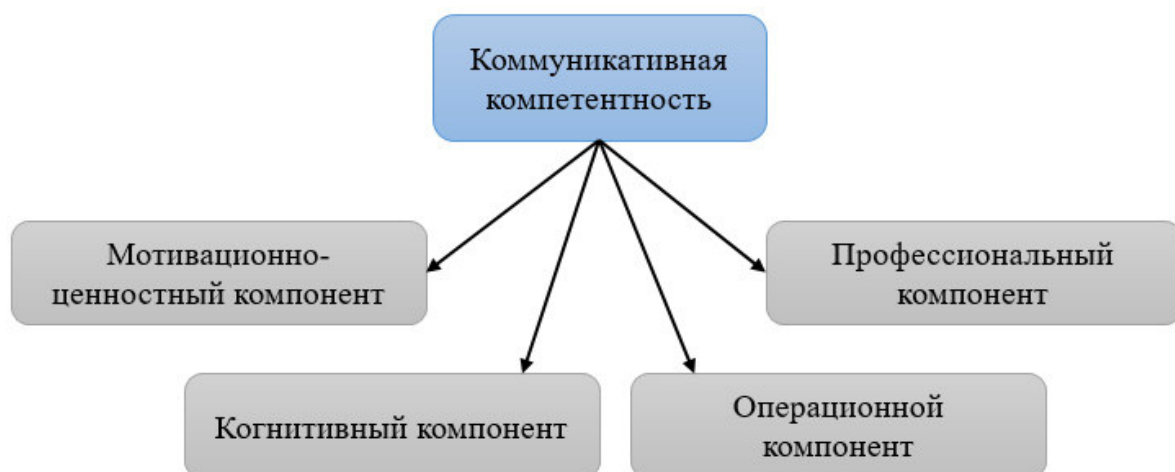 Коммуникативная
компетентность
Мотивационно-
ценностный компонент
Профессиональный
компонент
Когнитивный компонент
Операционной
компонент